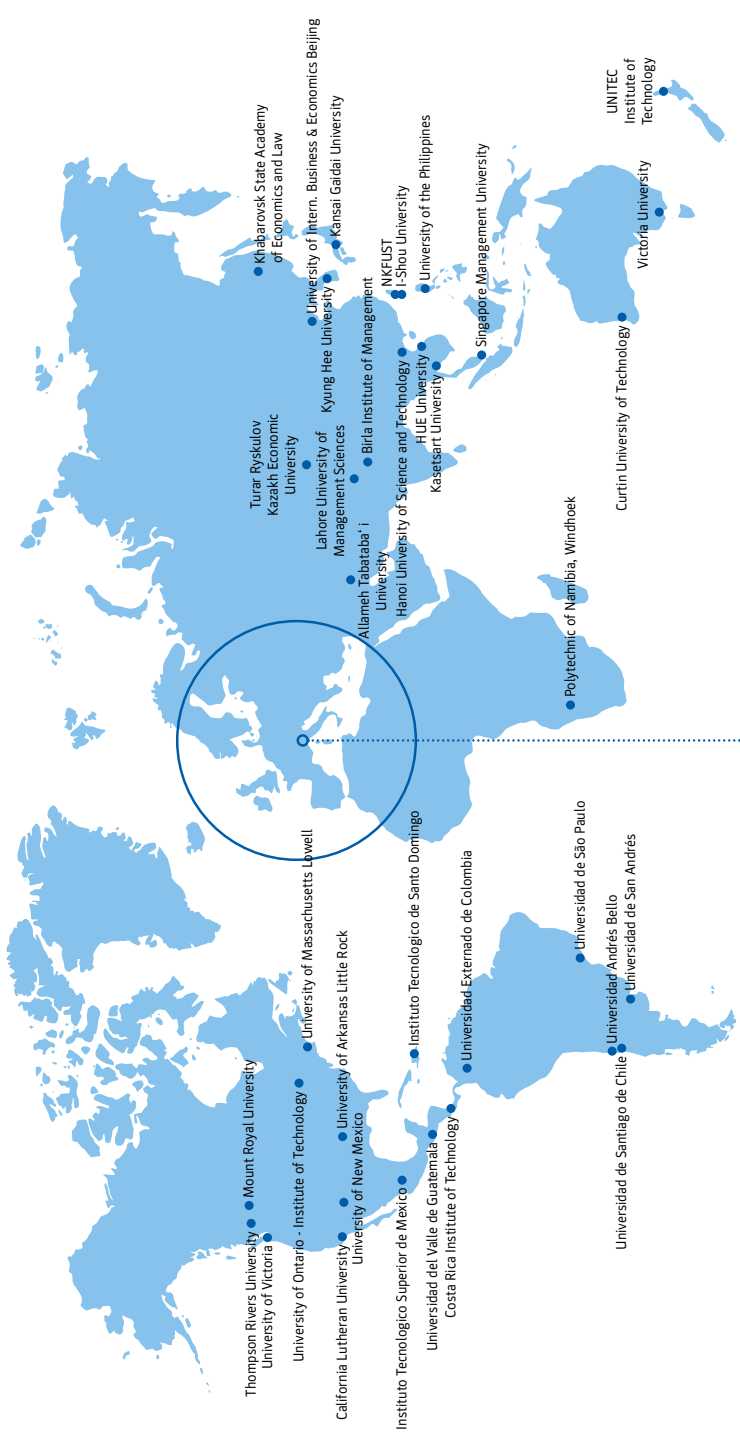 Thompson Rivers University
University of Victoria
Mount Royal University
University of Ontario - Institute of Technology
University of Massachusetts Lowell
California Lutheran University
University of New Mexico
University of Arkansas Little Rock
Instituto Tecnologico Superior de Mexico
Instituto Tecnologico de Santo Domingo
Universidad del Valle de Guatemala
Costa Rica Institute of Technology
Universidad Externado de Colombia
Universidad de São Paulo
Universidad Andrés Bello
Universidad de Santiago de Chile
Universidad de San Andrés
Polytechnic of Namibia, Windhoek
Khabarovsk State Academy
of Economics and Law
University of Intern. Business & Economics Beijing
Kansai Gaidai University
Kyung Hee University
Turar Ryskulov
Kazakh Economic
University
Lahore University of
Management Sciences
Birla Institute of Management
Allameh Tabataba‘ i
University
Hanoi University of Science and Technology
NKFUST
I-Shou University
HUE University
Kasetsart University
University of the Philippines
Singapore Management University
Curtin University of Technology
Victoria University
UNITEC
Institute of
Technology